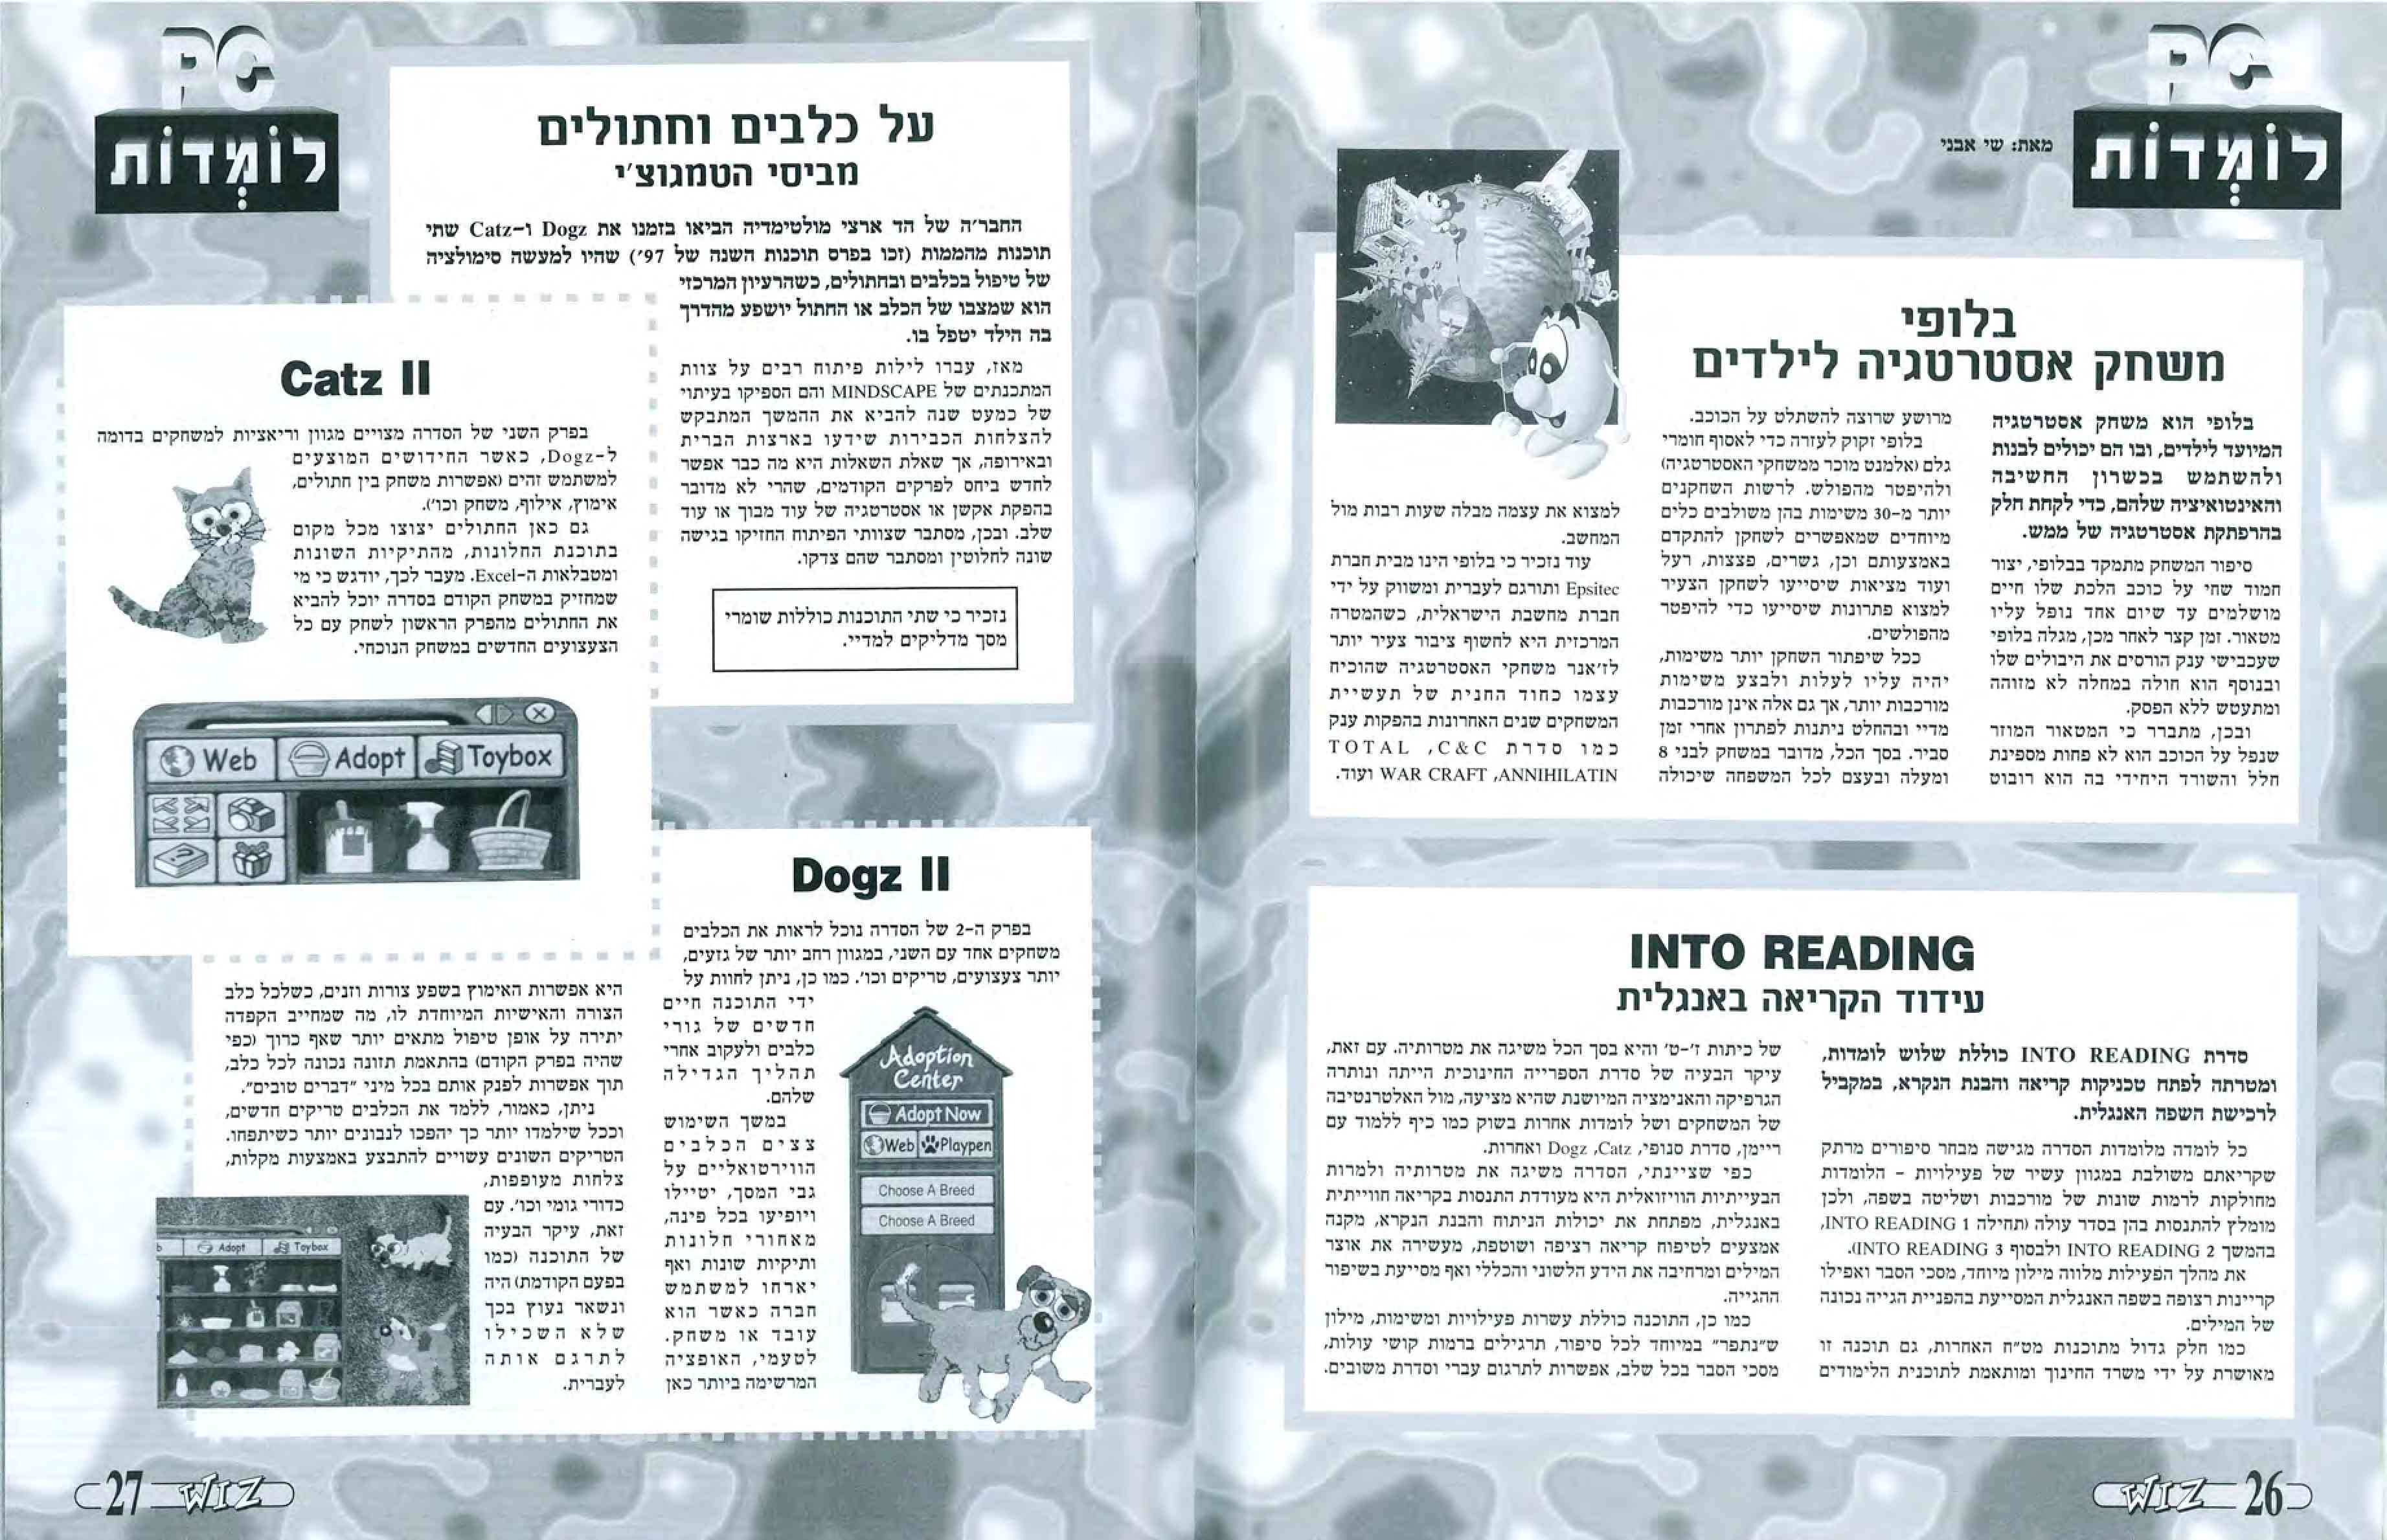 PC
לוֹמְדוֹת
מאת: שי אבני
בלופי
משחק אסטרטגיה לילדים
בלופי הוא משחק אסטרטגיה
המיועד לילדים, ובו הם יכולים לבנות
ולהשתמש בכשרון החשיבה
והאינטואיציה שלהם, כדי לקחת חלק
בהרפתקת אסטרטגיה של ממש.
סיפור המשחק מתמקד בבלופי, יצור
חמוד שחי על כוכב הלכת שלו חיים
מושלמים עד שיום אחד נופל עליו
מטאור. זמן קצר לאחר מכן, מגלה בלופי
שעכבישי ענק הורסים את היבולים שלו
ובנוסף הוא חולה במחלה לא מזוהה
ומתעטש ללא הפסק.
ובכן, מתברר כי המטאור המוזר
שנפל על הכוכב הוא לא פחות מספינת
חלל והשורד היחידי בה הוא רובוט
מרושע שרוצה להשתלט על הכוכב.
בלופי זקוק לעזרה כדי לאסוף חומרי
גלם (אלמנט מוכר ממשחקי האסטרטגיה)
ולהיפטר מהפולש. לרשות השחקנים
יותר מ-30 משימות בהן משולבים כלים
מיוחדים שמאפשרים לשחקן להתקדם
באמצעותם וכן, גשרים, פצצות, רעל
ועוד מציאות שיסייעו לשחקן הצעיר
למצוא פתרונות שיסייעו כדי להיפטר
מהפולשים.
ככל שיפתור השחקן יותר משימות,
יהיה עליו לעלות ולבצע משימות
מורכבות יותר, אך גם אלה אינן מורכבות
מדיי ובהחלט ניתנות לפתרון אחרי זמן
סביר. בסך הכל, מדובר במשחק לבני 8
ומעלה ובעצם לכל המשפחה שיכולה
למצוא את עצמה מבלה שעות רבות מול
המחשב.
עוד נזכיר כי בלופי הינו מבית חברת
Epsitec ותורגם לעברית ומשווק על ידי
חברת מחשבת הישראלית, כשהמטרה
המרכזית היא לחשוף ציבור צעיר יותר
לז'אנר משחקי האסטרטגיה שהוכיח
עצמו כחוד החנית של תעשיית
המשחקים שנים האחרונות בהפקות ענק
כמו סדרת C&C, TOTAL
ANNIHILATIN, WAR CRAFT ועוד.
INTO READING
עידוד הקריאה באנגלית
סדרת INTO READING כוללת שלוש לומדות,
ומטרתה לפתח טכניקות קריאה והבנת הנקרא, במקביל
לרכישת השפה האנגלית.
כל לומדה מלומדות הסדרה מגישה מבחר סיפורים מרתק
שקריאתם משולבת במגוון עשיר של פעילויות - הלומדות
מחולקות לרמות שונות של מורכבות ושליטה בשפה, ולכן
מומלץ להתנסות בהן בסדר עולה (תחילה INTO READING 1,
בהמשך INTO READING 2 ולבסוף INTO READING 3).
את מהלך הפעילות מלווה מילון מיוחד, מסכי הסבר ואפילו
קריינות רצופה בשפה האנגלית המסייעת בהפניית הגייה נכונה
של המילים.
כמו חלק גדול מתוכנות מט"ח האחרות, גם תוכנה זו
מאושרת על ידי משרד החינוך ומותאמת לתוכנית הלימודים
של כיתות ז'-ט' והיא בסך הכל משיגה את מטרותיה. עם זאת,
עיקר הבעיה של סדרת הספרייה החינוכית הייתה ונותרה
הגרפיקה והאנימציה המיושנת שהיא מציעה, מול האלטרנטיבה
של המשחקים ושל לומדות אחרות בשוק כמו כיף ללמוד עם
ריימן, סדרת סנופי, Dogz ,Catz ואחרות.
כפי שציינתי, הסדרה משיגה את מטרותיה ולמרות
הבעייתיות הוויזואלית היא מעודדת התנסות בקריאה חווייתית
באנגלית, מפתחת את יכולות הניתוח והבנת הנקרא, מקנה
אמצעים לטיפוח קריאה רציפה ושוטפת, מעשירה את אוצר
המילים ומרחיבה את הידע הלשוני והכללי ואף מסייעת בשיפור
ההגייה.
כמו כן, התוכנה כוללת עשרות פעילויות ומשימות, מילון
ש"נתפר" במיוחד לכל סיפור, תרגילים ברמות קושי עולות,
מסכי הסבר בכל שלב, אפשרות לתרגום עברי וסדרת משובים.
WIZ 26
PC
לוֹמְדוֹת
על כלבים וחתולים
מביסי הטמגוצ'י
החבר'ה של הד ארצי מולטימדיה הביאו בזמנו את Dogz ו-Catz שתי
תוכנות מהממות (זכו בפרס תוכנות השנה של 97') שהיו למעשה סימולציה
של טיפול בכלבים ובחתולים, כשהרעיון המרכזי
הוא שמצבו של הכלב או החתול יושפע מהדרך
בה הילד יטפל בו.
מאז, עברו לילות פיתוח רבים על צוות
המתכנתים של MINDSCAPE והם הספיקו בעיתוי
של כמעט שנה להביא את ההמשך המתבקש
להצלחות הכבירות שידעו בארצות הברית
ובאירופה, אך שאלת השאלות היא מה כבר אפשר
לחדש ביחס לפרקים הקודמים, שהרי לא מדובר
בהפקת אקשן או אסטרטגיה של עוד מבוך או עוד
שלב. ובכן, מסתבר שצוותי הפיתוח החזיקו בגישה
שונה לחלוטין ומסתבר שהם צדקו.
נזכיר כי שתי התוכנות כוללות שומרי
מסך מדליקים למדיי.
Catz II
בפרק השני של הסדרה מצויים מגוון וריאציות למשחקים בדומה
ל-Dogz, כאשר החידושים המוצעים
למשתמש זהים (אפשרות משחק בין חתולים,
אימוץ, אילוף, משחק וכו').
גם כאן החתולים יצוצו מכל מקום
בתוכנת החלונות, מהתיקיות השונות
ומטבלאות ה-Excel. מעבר לכך, יודגש כי מי
שמחזיק במשחק הקודם בסדרה יוכל להביא
את החתולים מהפרק הראשון לשחק עם כל
הצעצועים החדשים במשחק הנוכחי.
Web
Adopt
Toybox
Dogz II
בפרק ה-2 של הסדרה נוכל לראות את הכלבים
משחקים אחד עם השני, במגוון רחב יותר של גזעים,
יותר צעצועים, טריקים וכו'. כמו כן, ניתן לחוות על
ידי התוכנה חיים
חדשים של גורי
כלבים ולעקוב אחרי
תהליך הגדילה
שלהם.
במשך השימוש
צצים הכלבים
הווירטואליים על
גבי המסך, יטיילו
ויופיעו בכל פינה,
מאחורי חלונות
ותיקיות שונות ואף
יארחו למשתמש
חברה כאשר הוא
עובד או משחק.
לטעמי, האופציה
המרשימה ביותר כאן
Adoption
Center
Adopt Now
Web
Playpen
Choose A Breed
Choose A Breed
היא אפשרות האימוץ בשפע צורות וזנים, כשלכל כלב
הצורה והאישיות המיוחדת לו, מה שמחייב הקפדה
יתירה על אופן טיפול מתאים יותר שאף כרוך (כפי
שהיה בפרק הקודם) בהתאמת תזונה נכונה לכל כלב,
תוך אפשרות לפנק אותם בכל מיני "דברים טובים".
ניתן, כאמור, ללמד את הכלבים טריקים חדשים,
וככל שילמדו יותר כך יהפכו לנבונים יותר כשיתפחו.
הטריקים השונים עשויים להתבצע באמצעות מקלות,
צלחות מעופפות,
כדורי גומי וכו'. עם
זאת, עיקר הבעיה
של התוכנה (כמו
בפעם הקודמת) היה
ונשאר נעוץ בכך
שלא השכילו
לתרגם אותה
לעברית.
b
Adopt
Toybox
27 WIZ